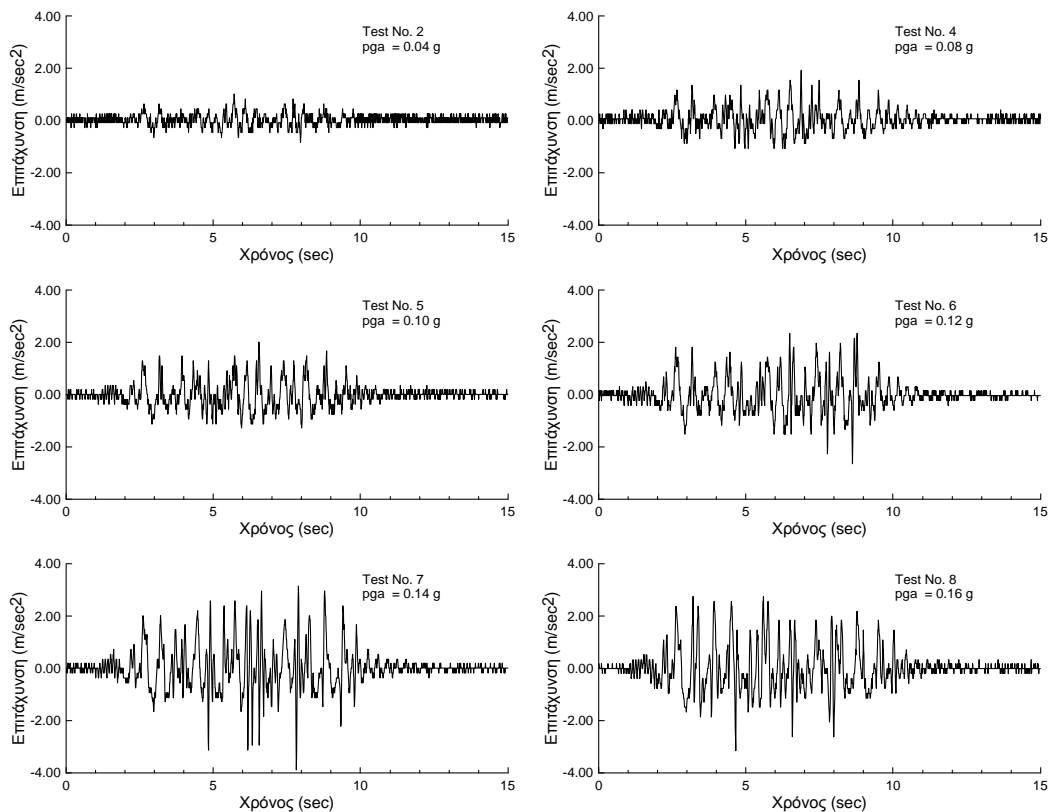 4.00
2.00
0.00
-2.00
-4.00
Επιτάχυνση (m/sec2)
Test No. 2
pga = 0.04 g
0 5 10 15
Χρόνος (sec)
4.00
2.00
0.00
-2.00
-4.00
Επιτάχυνση (m/sec2)
Test No. 4
pga = 0.08 g
0 5 10 15
Χρόνος (sec)
4.00
2.00
0.00
-2.00
-4.00
Επιτάχυνση (m/sec2)
Test No. 5
pga = 0.10 g
0 5 10 15
Χρόνος (sec)
4.00
2.00
0.00
-2.00
-4.00
Επιτάχυνση (m/sec2)
Test No. 6
pga = 0.12 g
0 5 10 15
Χρόνος (sec)
4.00
2.00
0.00
-2.00
-4.00
Επιτάχυνση (m/sec2)
Test No. 7
pga = 0.14 g
0 5 10 15
Χρόνος (sec)
4.00
2.00
0.00
-2.00
-4.00
Επιτάχυνση (m/sec2)
Test No. 8
pga = 0.16 g
0 5 10 15
Χρόνος (sec)